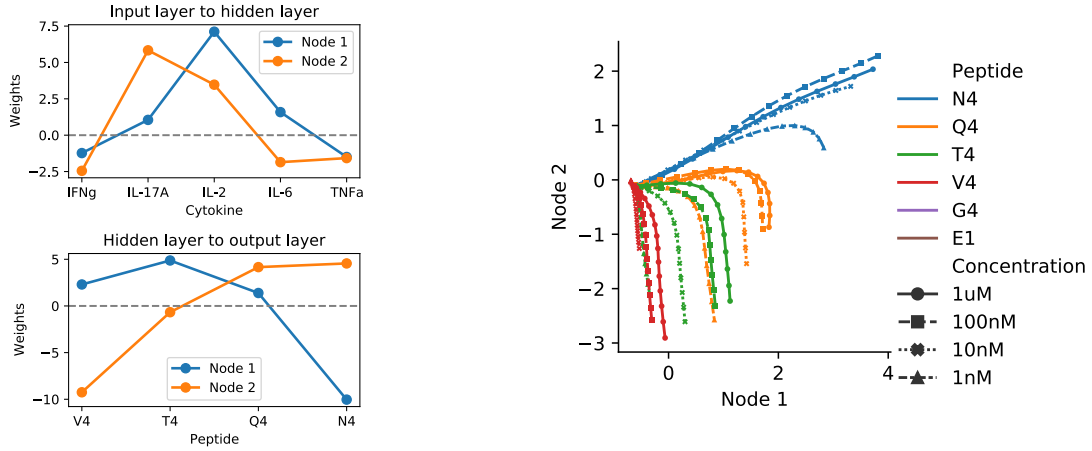 Input layer to hidden layer
7.5
5.0
2.5
0.0
−2.5
Weights
Node 1
Node 2
IFNg IL-17A IL-2 IL-6 TNFa
Cytokine
Hidden layer to output layer
5
0
−5
−10
Weights
Node 1
Node 2
V4 T4 Q4 N4
Peptide
2
1
0
−1
−2
−3
Node 2
0 2 4
Node 1
Peptide
N4
Q4
T4
V4
G4
E1
Concentration
1uM
100nM
10nM
1nM